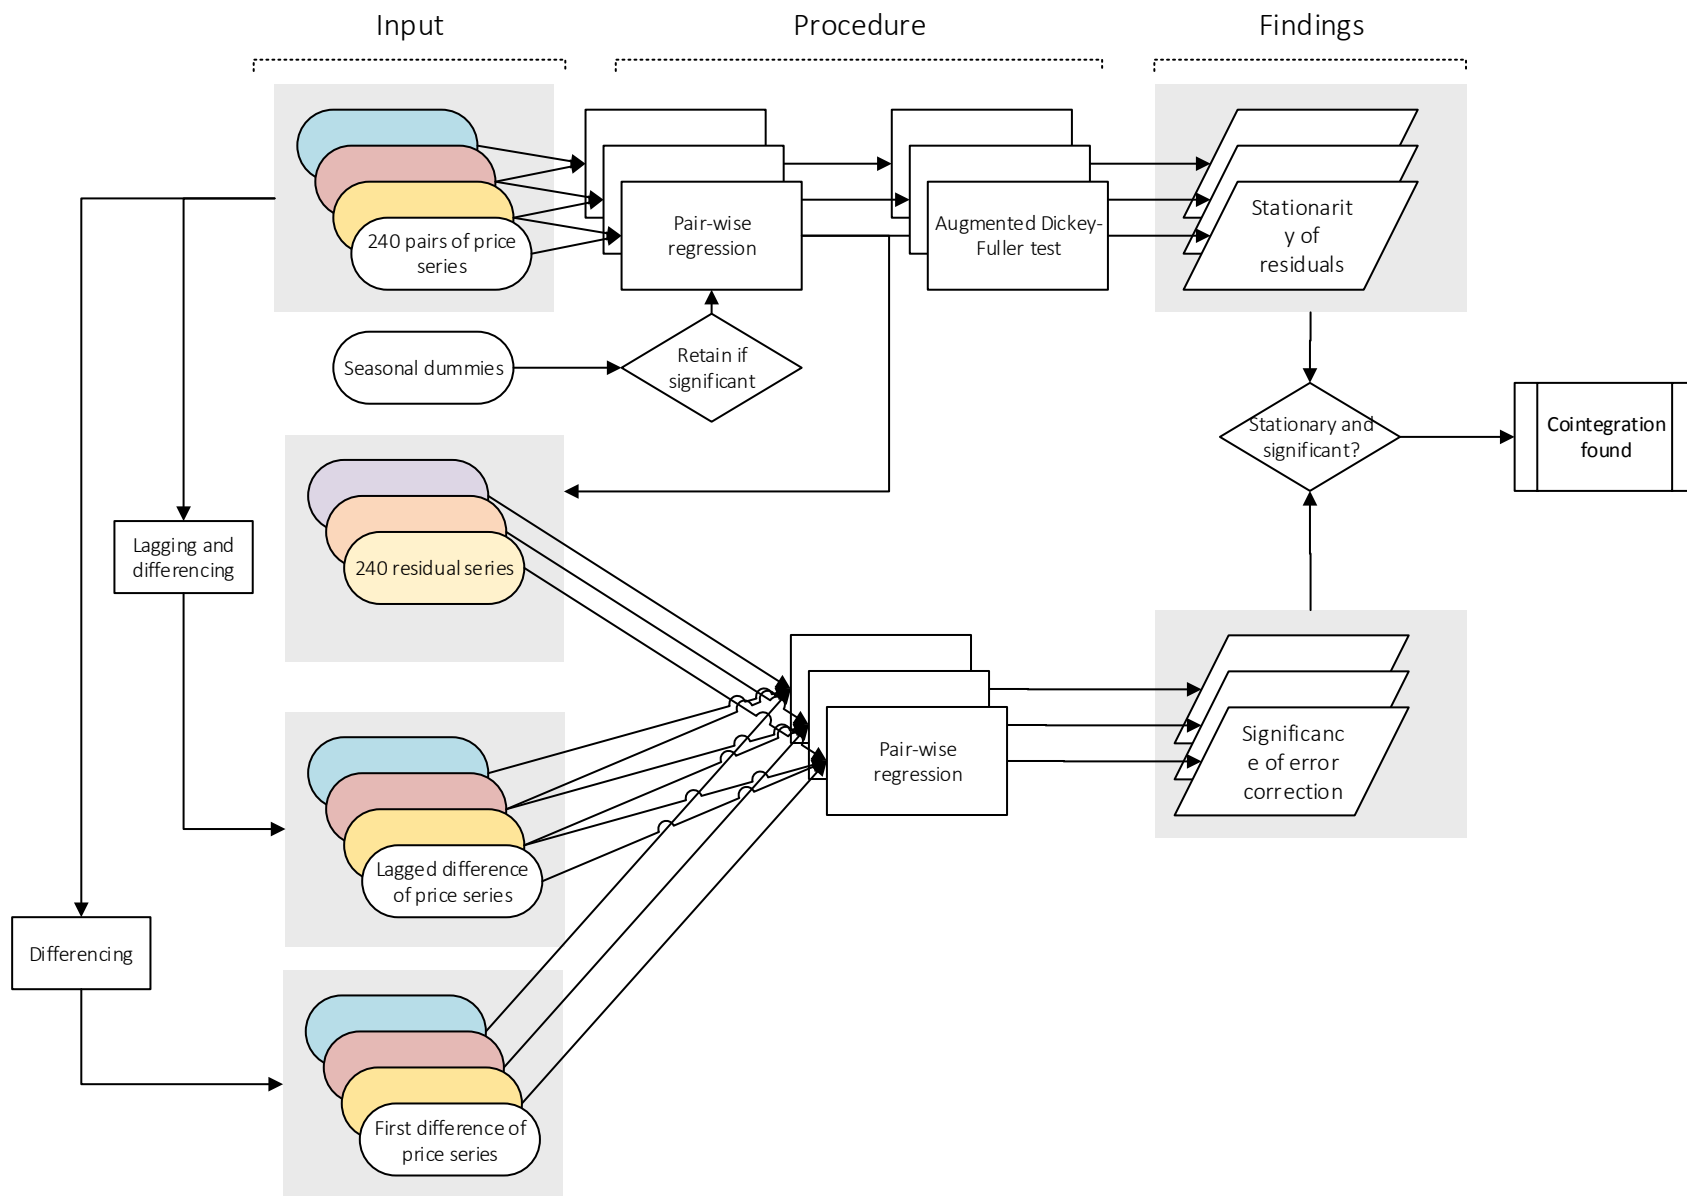 Input
Procedure
Findings
240 pairs of price
series
Pair-wise
regression
Augmented Dickey-
Fuller test
Stationarit
y of
residuals
Seasonal dummies
Retain if
significant
Stationary and
significant?
Cointegration
found
Lagging and
differencing
240 residual series
Pair-wise
regression
Significanc
e of error
correction
Lagged difference
of price series
Differencing
First difference of
price series